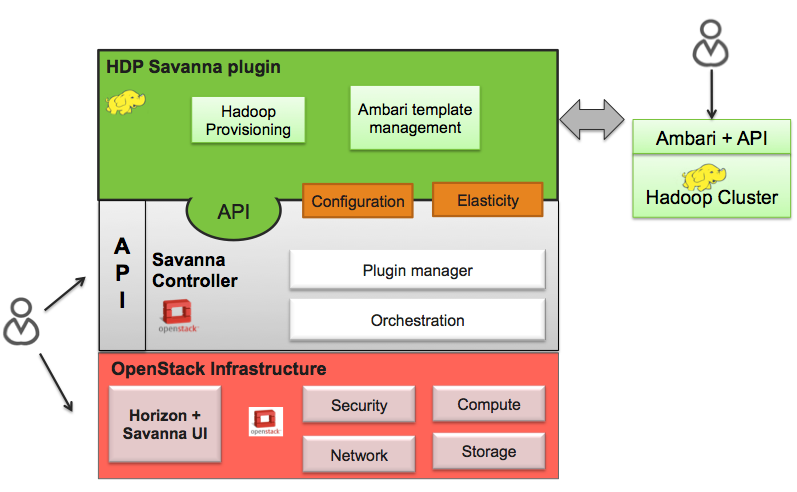 HDP Savanna plugin
Hadoop
Provisioning
Ambari template
management
Ambari + API
Hadoop Cluster
API
Configuration
Elasticity
A
P
I
Savanna
Controller
openstack
Plugin manager
Orchestration
OpenStack Infrastructure
Horizon +
Savanna UI
openstack
Security
Compute
Network
Storage